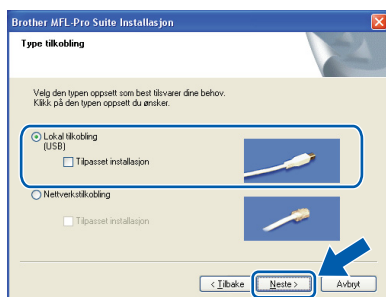 Brother MFL-Pro Suite Installasjon
Type tilkobling
Velg den typen oppsett som best tilsvarer dine behov.
Klikk på den typen oppsett du ønsker.
Lokal tilkobling
(USB)
Tilpasset installasjon
Nettverkstilkobling
Tilpasset installasjon
< Tilbake
Neste >
Avbryt